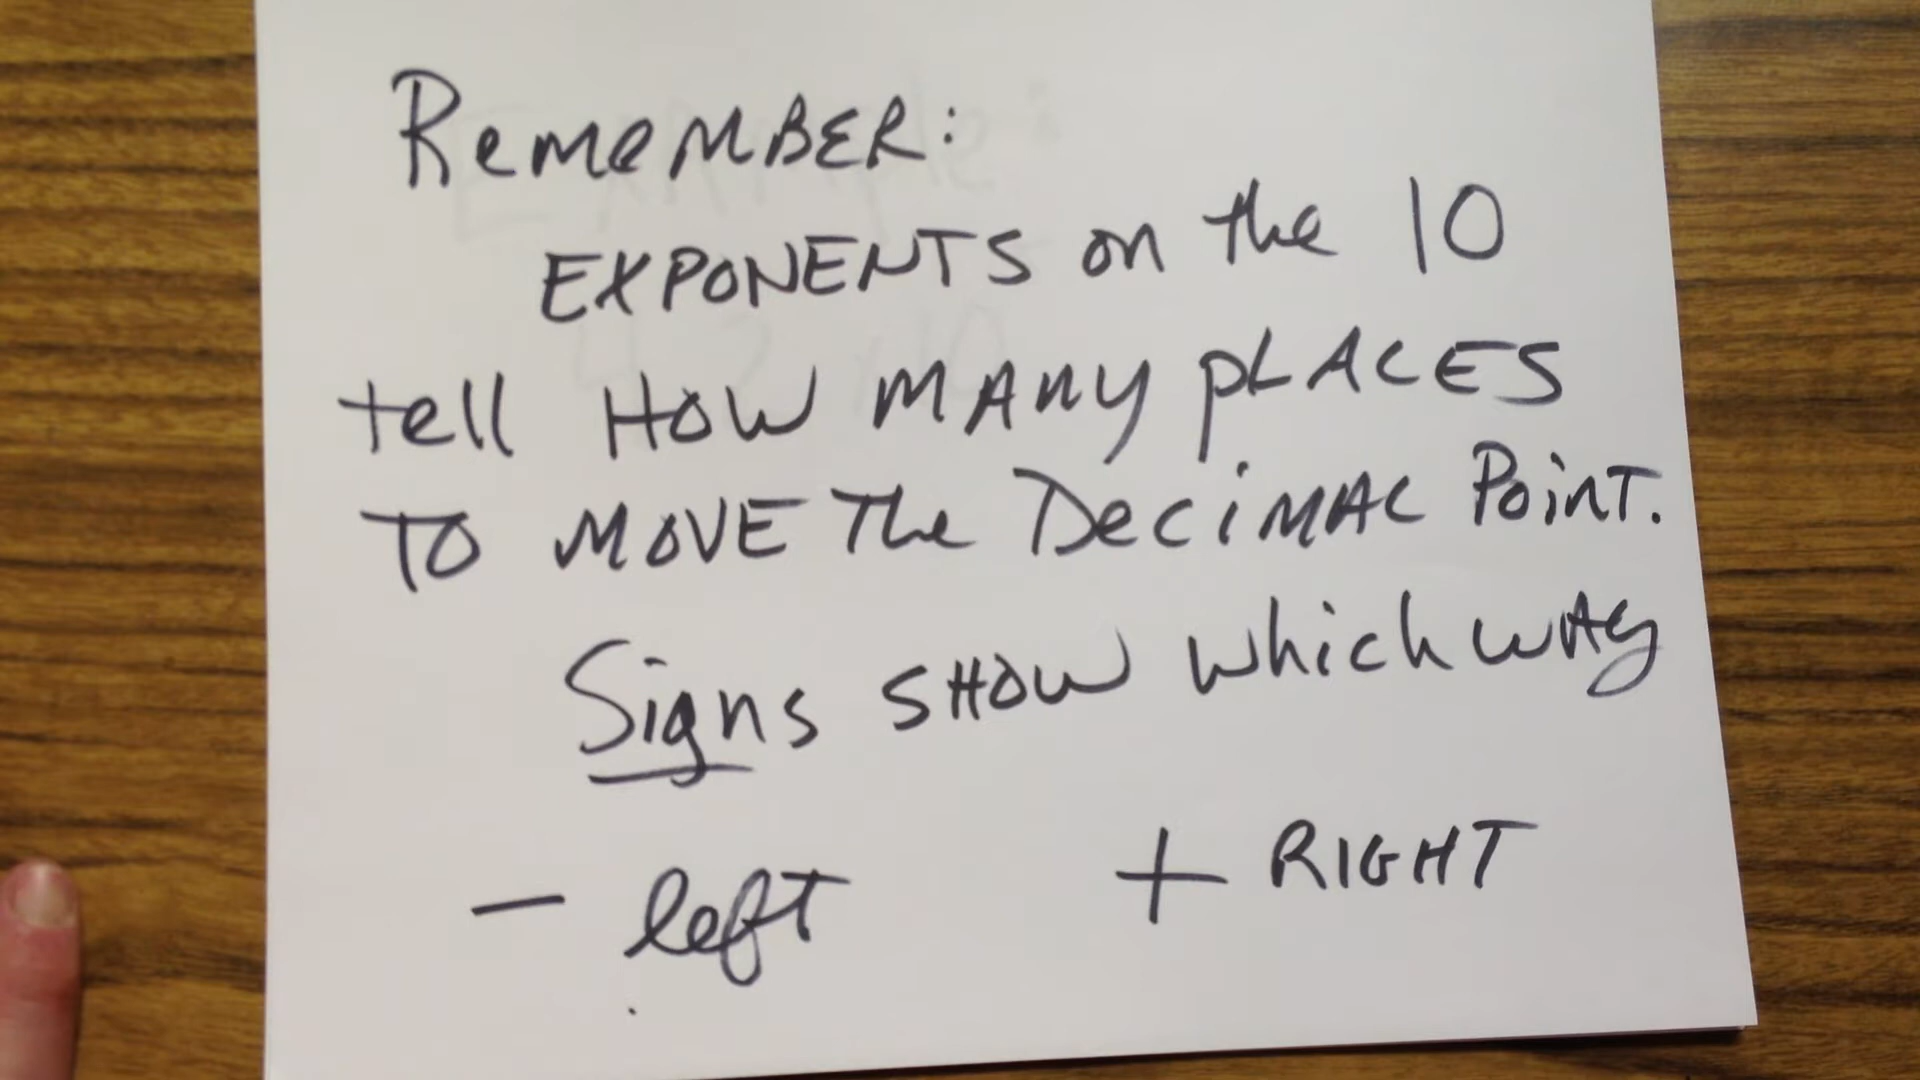 RemeMBER:
EXPONENTS on the 10
tell HOW MANY PLACES
TO MOVE The DeciMAL Point.
Signs SHOW which WAy
- left + RIGHT